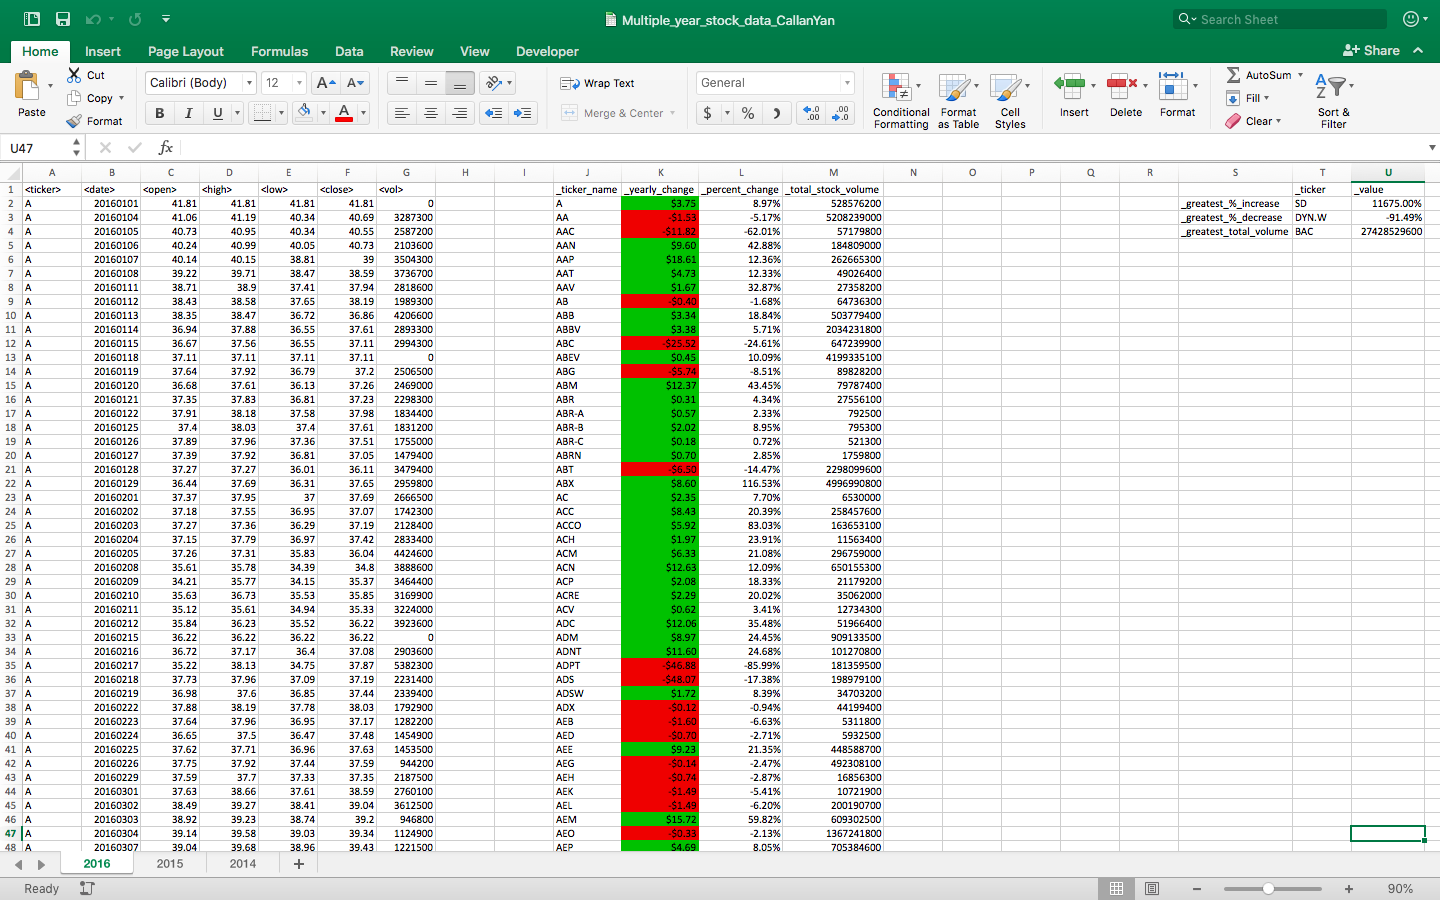 Multiple_year_stock_data_CallanYan
Search Sheet
Home Insert Page Layout Formulas Data Review View Developer Share
Paste Cut Copy Format
Calibri (Body) 12 A A
B I U A
Wrap Text
Merge & Center
General
$ % )
Conditional Formatting
Format as Table
Cell Styles
Insert Delete Format
AutoSum
Fill
Clear
Sort & Filter
U47 fx
A B C D E F G H I J K L M N O P Q R S T U
1 <ticker> <date> <open> <high> <low> <close> <vol> _ticker_name _yearly_change _percent_change _total_stock_volume _ticker _value
2 A 20160101 41.81 41.81 41.81 41.81 0 A $3.75 8.97% 528576200 _greatest_%_increase SD 11675.00%
3 A 20160104 41.06 41.19 40.34 40.69 3287300 AA -$1.53 -5.17% 5208239000 _greatest_%_decrease DYN.W -91.49%
4 A 20160105 40.73 40.95 40.34 40.55 2587200 AAC -$11.82 -62.01% 57179800 _greatest_total_volume BAC 27428529600
5 A 20160106 40.24 40.99 40.05 40.73 2103600 AAN $9.60 42.88% 184809000
6 A 20160107 40.14 40.15 38.81 39 3504300 AAP $18.61 12.36% 262665300
7 A 20160108 39.22 39.71 38.47 38.59 3736700 AAT $4.73 12.33% 49026400
8 A 20160111 38.71 38.9 37.41 37.94 2818600 AAV $1.67 32.87% 27358200
9 A 20160112 38.43 38.58 37.65 38.19 1989300 AB -$0.40 -1.68% 64736300
10 A 20160113 38.35 38.47 36.72 36.86 4206600 ABB $3.34 18.84% 503779400
11 A 20160114 36.94 37.88 36.55 37.61 2893300 ABBV $3.38 5.71% 2034231800
12 A 20160115 36.67 37.56 36.55 37.11 2994300 ABC -$25.52 -24.61% 647239900
13 A 20160118 37.11 37.11 37.11 37.11 0 ABEV $0.45 10.09% 4199335100
14 A 20160119 37.64 37.92 36.79 37.2 2506500 ABG -$5.74 -8.51% 89828200
15 A 20160120 36.68 37.61 36.13 37.26 2469000 ABM $12.37 43.45% 79787400
16 A 20160121 37.35 37.83 36.81 37.23 2298300 ABR $0.31 4.34% 27556100
17 A 20160122 37.91 38.18 37.58 37.98 1834400 ABR-A $0.57 2.33% 792500
18 A 20160125 37.4 38.03 37.4 37.61 1831200 ABR-B $2.02 8.95% 795300
19 A 20160126 37.89 37.96 37.36 37.51 1755000 ABR-C $0.18 0.72% 521300
20 A 20160127 37.39 37.92 36.81 37.05 1479400 ABRN $0.70 2.85% 1759800
21 A 20160128 37.27 37.27 36.01 36.11 3479400 ABT -$6.50 -14.47% 2298099600
22 A 20160129 36.44 37.69 36.31 37.65 2959800 ABX $8.60 116.53% 4996990800
23 A 20160201 37.37 37.95 37 37.69 2666500 AC $2.35 7.70% 6530000
24 A 20160202 37.18 37.55 36.95 37.07 1742300 ACC $8.43 20.39% 258457600
25 A 20160203 37.27 37.36 36.29 37.19 2128400 ACCO $5.92 83.03% 163653100
26 A 20160204 37.15 37.79 36.97 37.42 2833400 ACH $1.97 23.91% 11563400
27 A 20160205 37.26 37.31 35.83 36.04 4424600 ACM $6.33 21.08% 296759000
28 A 20160208 35.61 35.78 34.39 34.8 3888600 ACN $12.63 12.09% 650155300
29 A 20160209 34.21 35.77 34.15 35.37 3464400 ACP $2.08 18.33% 21179200
30 A 20160210 35.63 36.73 35.53 35.85 3169900 ACRE $2.29 20.02% 35062000
31 A 20160211 35.12 35.61 34.94 35.33 3224000 ACV $0.62 3.41% 12734300
32 A 20160212 35.84 36.23 35.52 36.22 3923600 ADC $12.06 35.48% 51966400
33 A 20160215 36.22 36.22 36.22 36.22 0 ADM $8.97 24.45% 909133500
34 A 20160216 36.72 37.17 36.4 37.08 2903600 ADNT $11.60 24.68% 101270800
35 A 20160217 35.22 38.13 34.75 37.87 5382300 ADPT -$46.88 -85.99% 181359500
36 A 20160218 37.73 37.96 37.09 37.19 2231400 ADS -$48.07 -17.38% 198979100
37 A 20160219 36.98 37.6 36.85 37.44 2339400 ADSW $1.72 8.39% 34703200
38 A 20160222 37.88 38.19 37.78 38.03 1792900 ADX -$0.12 -0.94% 44199400
39 A 20160223 37.64 37.96 36.95 37.17 1282200 AEB -$1.60 -6.63% 5311800
40 A 20160224 36.65 37.5 36.47 37.48 1454900 AED -$0.70 -2.71% 5932500
41 A 20160225 37.62 37.71 36.96 37.63 1453500 AEE $9.23 21.35% 448588700
42 A 20160226 37.75 37.92 37.44 37.59 944200 AEG -$0.14 -2.47% 492308100
43 A 20160229 37.59 37.7 37.33 37.35 2187500 AEH -$0.74 -2.87% 16856300
44 A 20160301 37.63 38.66 37.61 38.59 2760100 AEK -$1.49 -5.41% 10721900
45 A 20160302 38.49 39.27 38.41 39.04 3612500 AEL -$1.49 -6.20% 200190700
46 A 20160303 38.92 39.23 38.74 39.2 946800 AEM $15.72 59.82% 609302500
47 A 20160304 39.14 39.58 39.03 39.34 1124900 AEO -$0.33 -2.13% 1367241800
48 A 20160307 39.04 39.68 38.96 39.43 1221500 AEP $4.69 8.05% 705384600
2016 2015 2014 +
Ready 90%